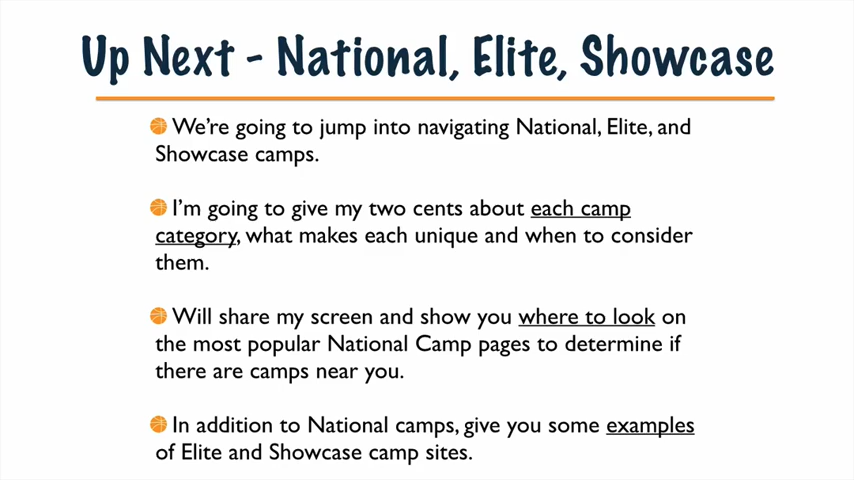 Up Next - National, Elite, Showcase
We're going to jump into navigating National, Elite, and
Showcase camps.
I'm going to give my two cents about each camp
category, what makes each unique and when to consider
them.
Will share my screen and show you where to look on
the most popular National Camp pages to determine if
there are camps near you.
In addition to National camps, give you some examples
of Elite and Showcase camp sites.